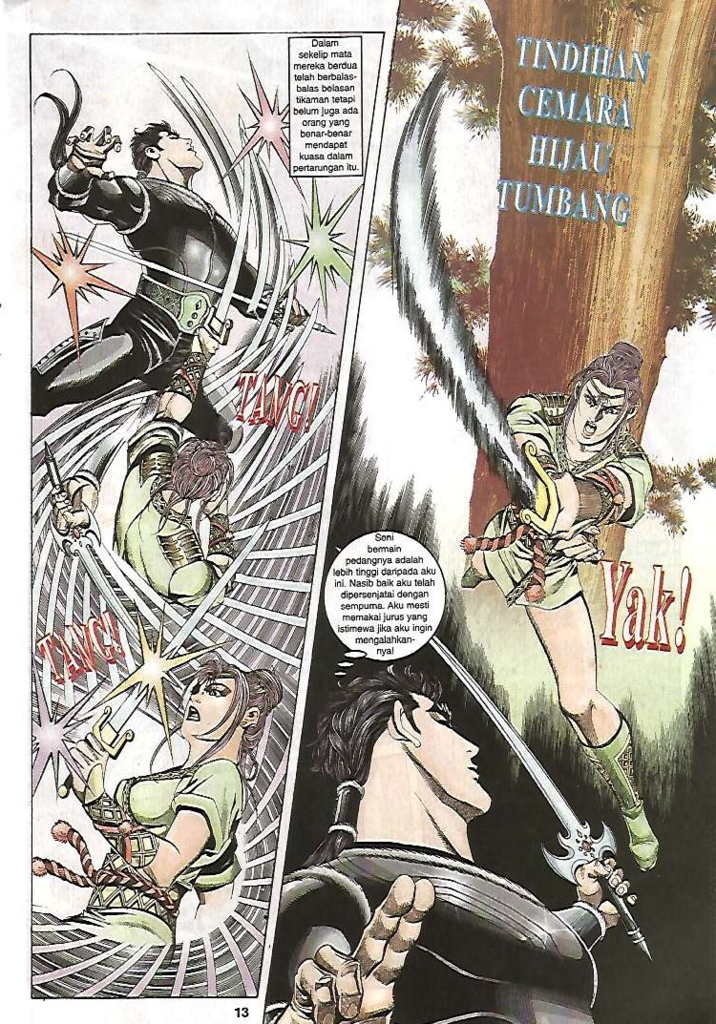 Dalam
sekelip mata
mereka berdua
telah berbalas-
balas belasan
tikaman tetapi
belum juga ada
orang yang
benar-benar
mendapat
kuasa dalam
pertarungan itu.
TANG!
TANG!
TINDIHAN
CEMARA
HIJAU
TUMBANG
Yak!
Seni
bermain
pedangnya adalah
lebih tinggi daripada aku
ini. Nasib baik aku telah
dipersenjatai dengan
sempurna. Aku mesti
memakai jurus yang
istimewa jika aku ingin
mengalahkan-
nya!
13